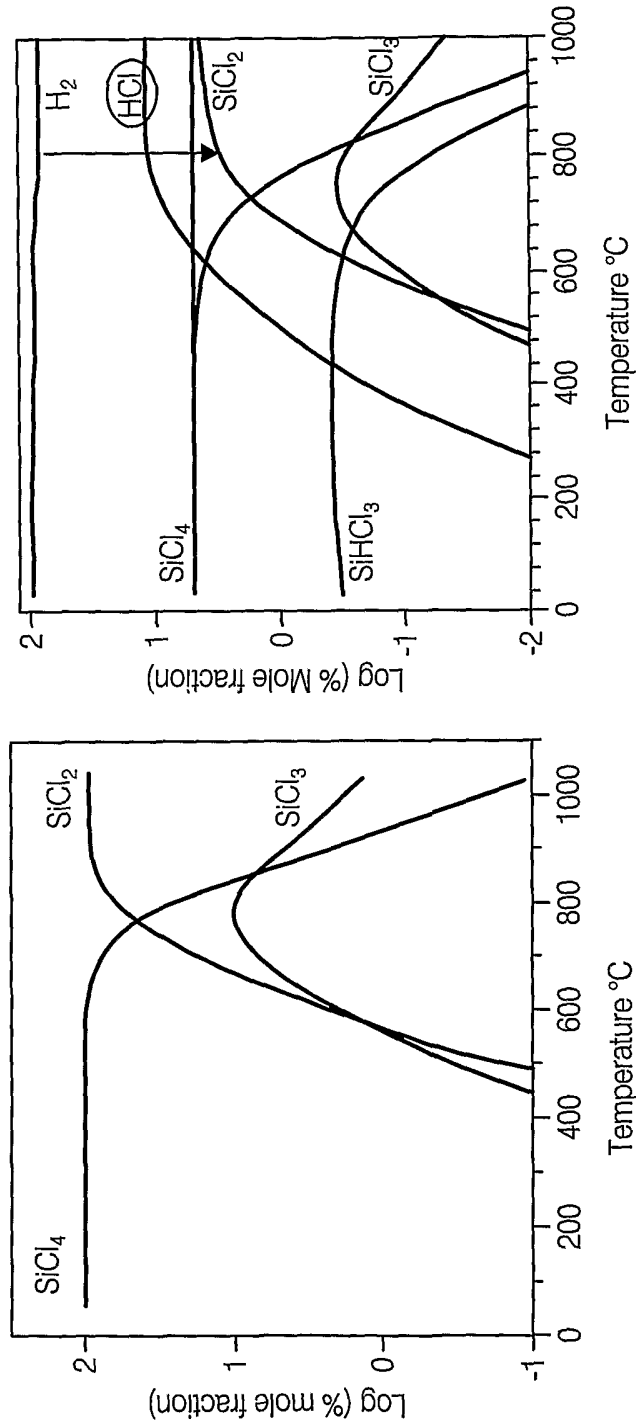 Log (% mole fraction)
2
1
0
-1
SiCl4
SiCl2
SiCl3
0
200
400
600
800
1000
Temperature °C
Log (% Mole fraction)
2
1
0
-1
-2
H2
HCl
SiCl4
SiCl2
SiHCl3
SiCl3
0
200
400
600
800
1000
Temperature °C